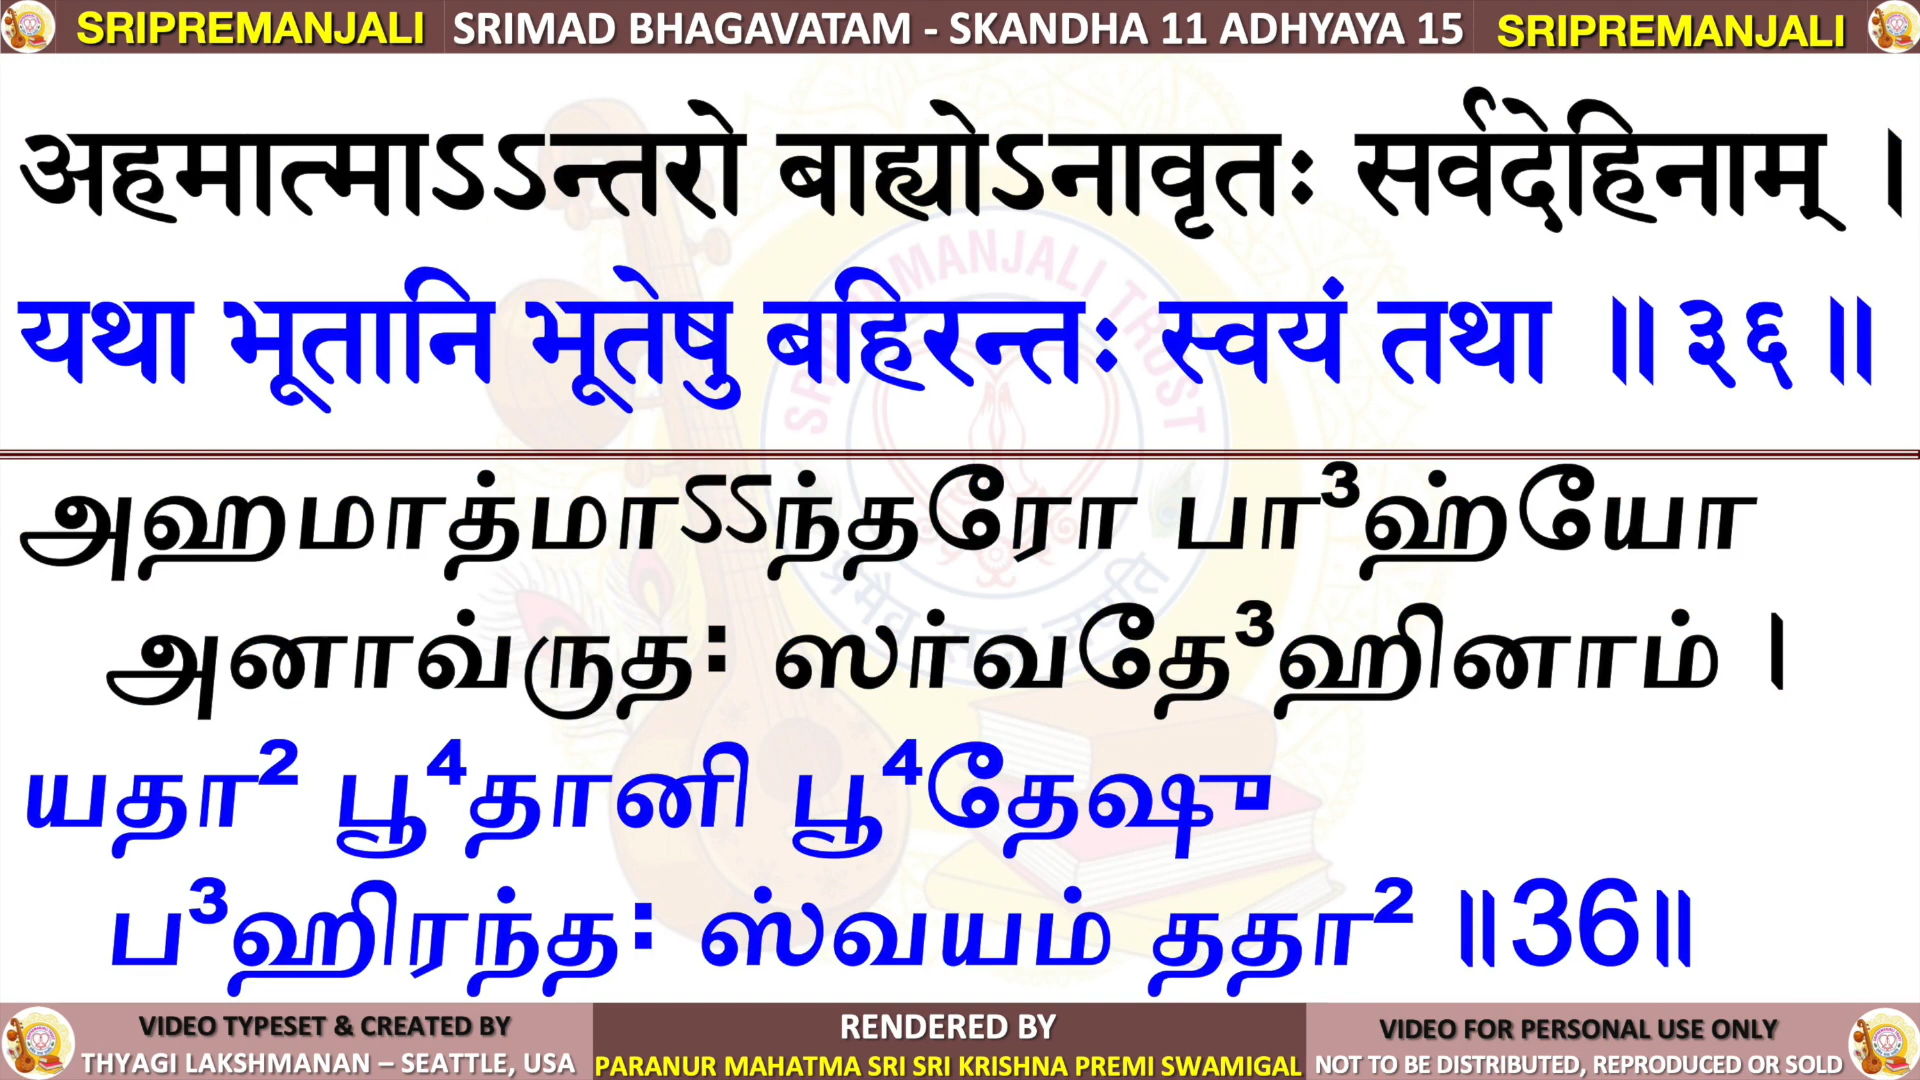 SRIPREMANJALI SRIMAD BHAGAVATAM - SKANDHA 11 ADHYAYA 15 SRIPREMANJALI
अहमात्माऽऽन्तरो बाह्योऽनावृतः सर्वदेहिनाम् ।
यथा भूतानि भूतेषु बहिरन्तः स्वयं तथा ॥३६॥
அஹமாத்மாऽऽந்தரோ பா³ஹ்யோ
அனாவ்ருத: ஸர்வதே³ஹினாம் ।
யதா² பூ⁴தானி பூ⁴தேஷு
ப³ஹிரந்த: ஸ்வயம் ததா² ॥36॥
VIDEO TYPESET & CREATED BY
THYAGI LAKSHMANAN – SEATTLE, USA
RENDERED BY
PARANUR MAHATMA SRI SRI KRISHNA PREMI SWAMIGAL
VIDEO FOR PERSONAL USE ONLY
NOT TO BE DISTRIBUTED, REPRODUCED OR SOLD